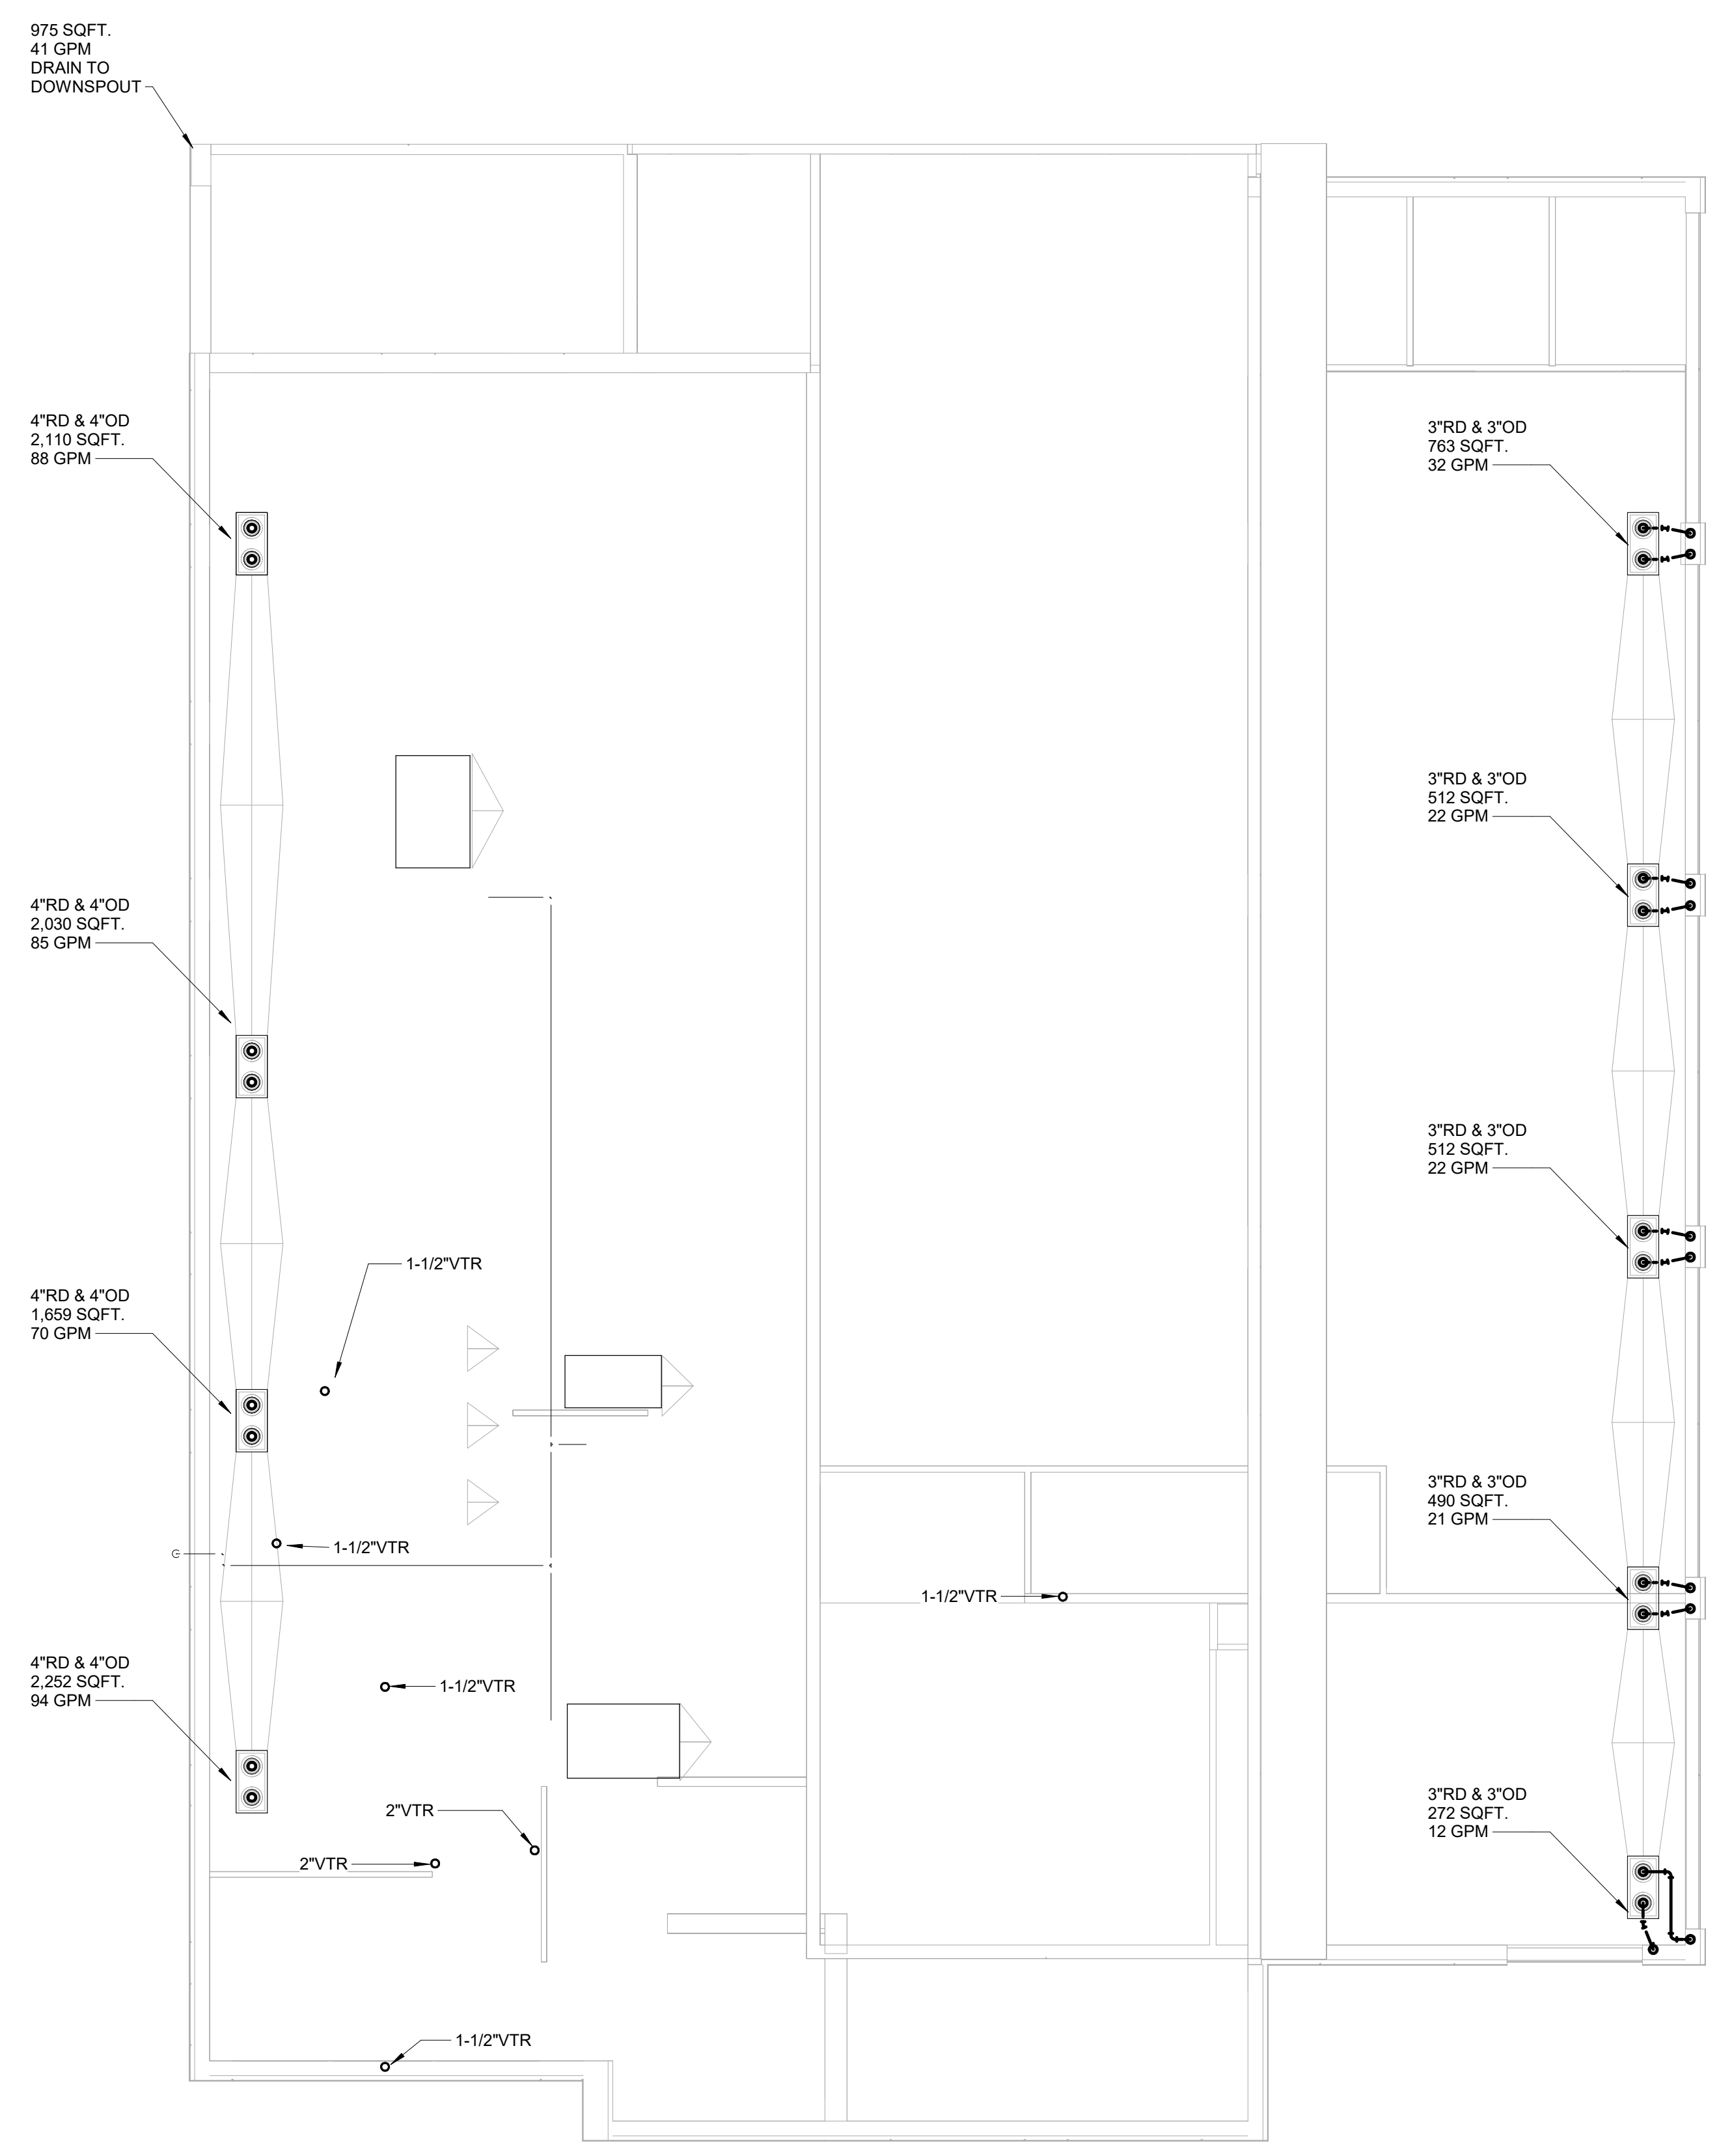 975 SQFT.
41 GPM
DRAIN TO
DOWNSPOUT
4"RD & 4"OD
2,110 SQFT.
88 GPM
3"RD & 3"OD
763 SQFT.
32 GPM
3"RD & 3"OD
512 SQFT.
22 GPM
4"RD & 4"OD
2,030 SQFT.
85 GPM
3"RD & 3"OD
512 SQFT.
22 GPM
1-1/2"VTR
4"RD & 4"OD
1,659 SQFT.
70 GPM
3"RD & 3"OD
490 SQFT.
21 GPM
1-1/2"VTR
G
1-1/2"VTR
4"RD & 4"OD
2,252 SQFT.
94 GPM
1-1/2"VTR
3"RD & 3"OD
272 SQFT.
12 GPM
2"VTR
2"VTR
1-1/2"VTR